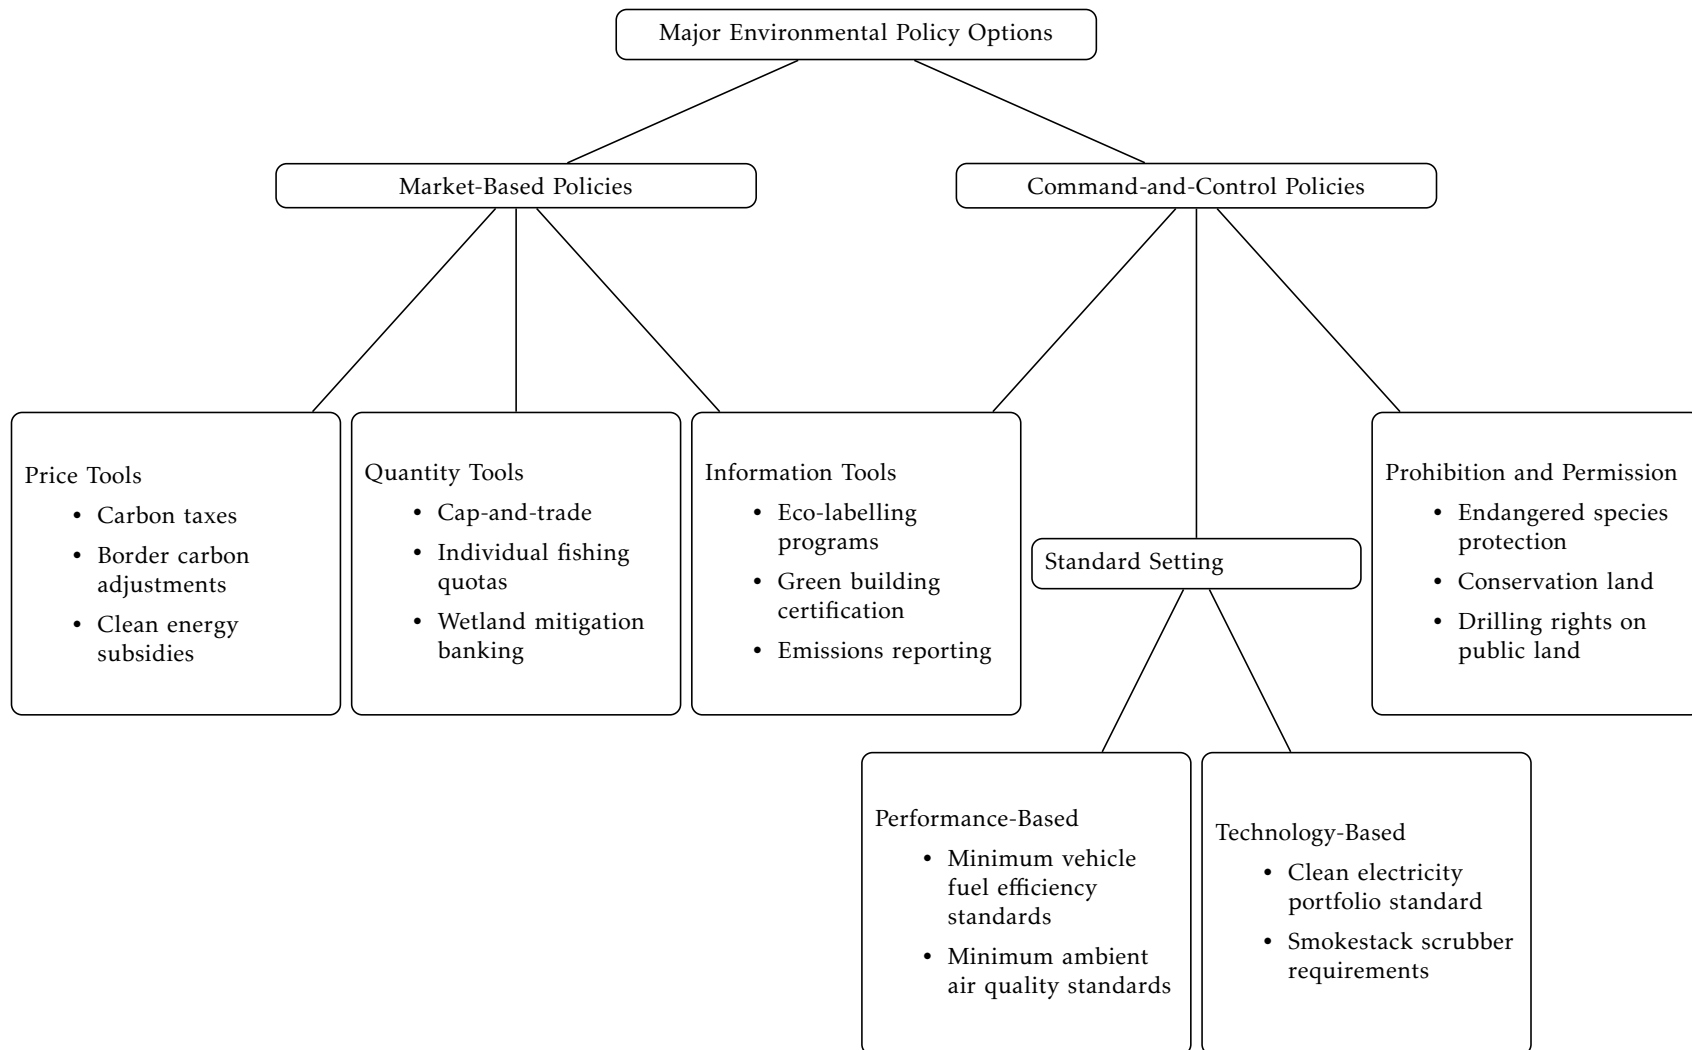 Major Environmental Policy Options
Market-Based Policies
Command-and-Control Policies
Price Tools
• Carbon taxes
• Border carbon
adjustments
• Clean energy
subsidies
Quantity Tools
• Cap-and-trade
• Individual fishing
quotas
• Wetland mitigation
banking
Information Tools
• Eco-labelling
programs
• Green building
certification
• Emissions reporting
Standard Setting
Prohibition and Permission
• Endangered species
protection
• Conservation land
• Drilling rights on
public land
Performance-Based
• Minimum vehicle
fuel efficiency
standards
• Minimum ambient
air quality standards
Technology-Based
• Clean electricity
portfolio standard
• Smokestack scrubber
requirements